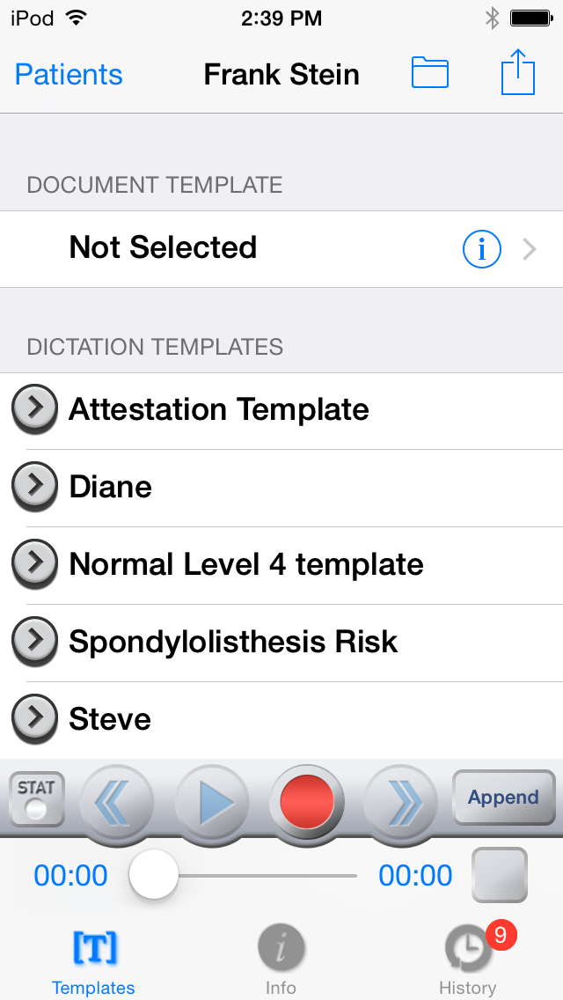 iPod 2:39 PM
Patients Frank Stein
DOCUMENT TEMPLATE
Not Selected i
DICTATION TEMPLATES
Attestation Template
Diane
Normal Level 4 template
Spondylolisthesis Risk
Steve
STAT Append
00:00 00:00
[T] i 9
Templates Info History